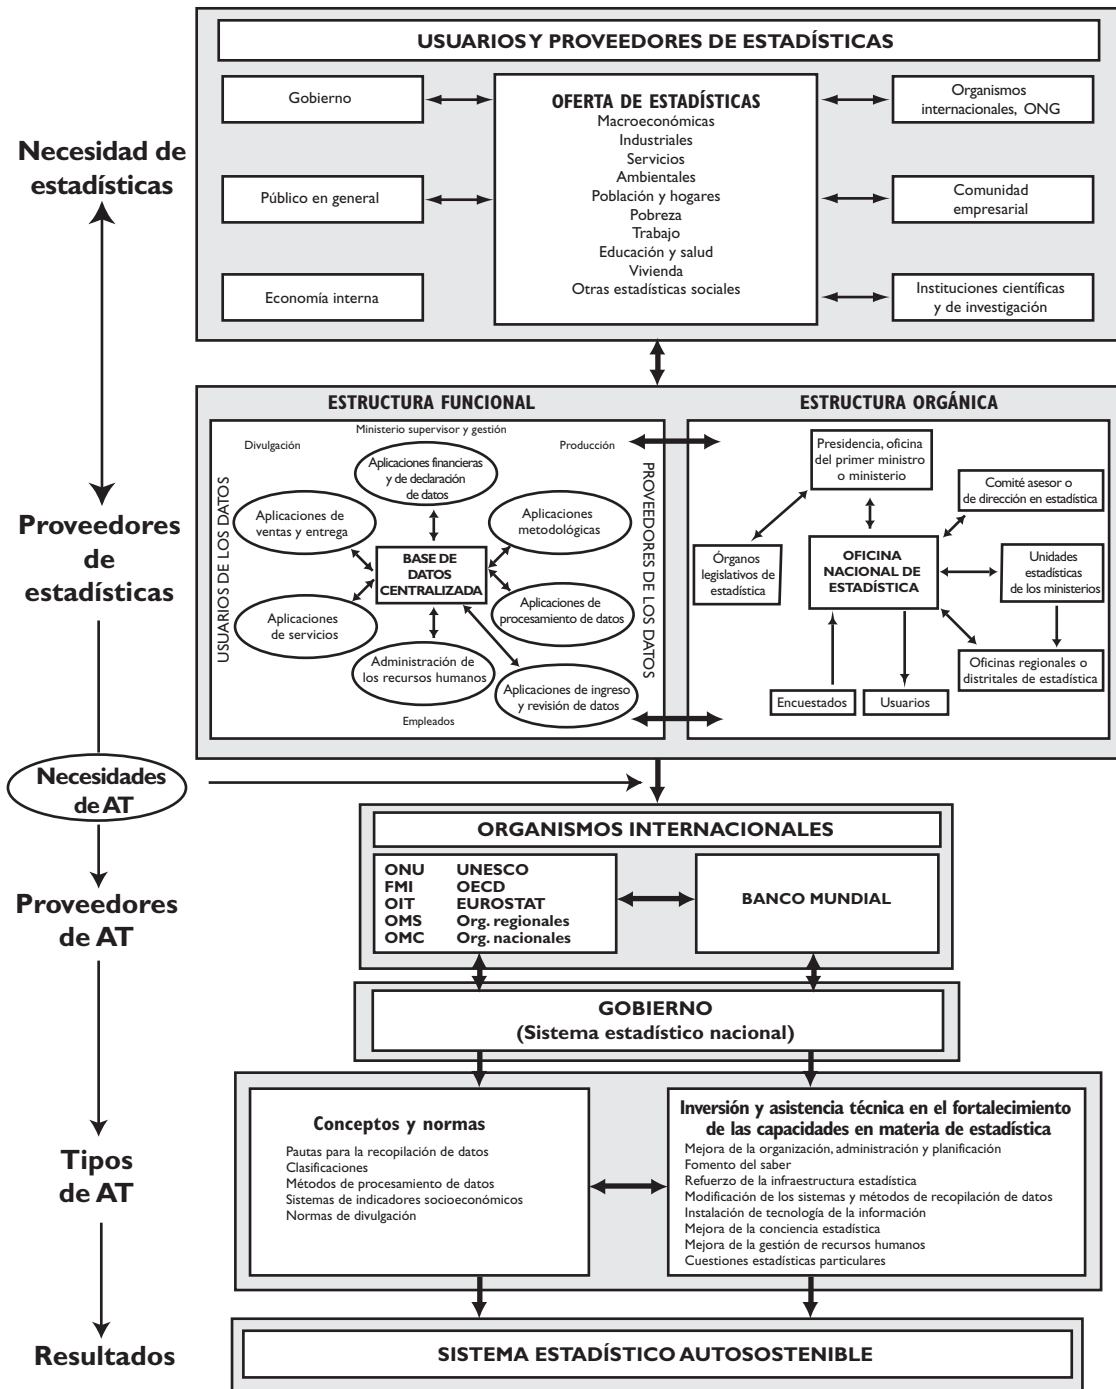 USUARIOS Y PROVEEDORES DE ESTADÍSTICAS
Gobierno
Público en general
Economía interna
OFERTA DE ESTADÍSTICAS
Macroeconómicas
Industriales
Servicios
Ambientales
Población y hogares
Pobreza
Trabajo
Educación y salud
Vivienda
Otras estadísticas sociales
Organismos
internacionales, ONG
Comunidad
empresarial
Instituciones científicas
y de investigación
Necesidad de
estadísticas
Proveedores
de
estadísticas
ESTRUCTURA FUNCIONAL
Ministerio supervisor y gestión
Divulgación
Producción
USUARIOS DE LOS DATOS
PROVEEDORES DE LOS DATOS
Aplicaciones financieras
y de declaración
de datos
Aplicaciones de
ventas y entrega
Aplicaciones
metodológicas
BASE DE
DATOS
CENTRALIZADA
Aplicaciones
de servicios
Aplicaciones de
procesamiento de datos
Administración de
los recursos humanos
Aplicaciones de ingreso
y revisión de datos
Empleados
ESTRUCTURA ORGÁNICA
Presidencia, oficina
del primer ministro
o ministerio
Comité asesor o
de dirección en estadística
Órganos
legislativos de
estadística
OFICINA
NACIONAL DE
ESTADÍSTICA
Unidades
estadísticas
de los ministerios
Oficinas regionales o
distritales de estadística
Encuestados
Usuarios
Necesidades
de AT
Proveedores
de AT
ORGANISMOS INTERNACIONALES
ONU UNESCO
FMI OECD
OIT EUROSTAT
OMS Org. regionales
OMC Org. nacionales
BANCO MUNDIAL
GOBIERNO
(Sistema estadístico nacional)
Tipos
de AT
Conceptos y normas
Pautas para la recopilación de datos
Clasificaciones
Métodos de procesamiento de datos
Sistemas de indicadores socioeconómicos
Normas de divulgación
Inversión y asistencia técnica en el fortalecimiento
de las capacidades en materia de estadística
Mejora de la organización, administración y planificación
Fomento del saber
Refuerzo de la infraestructura estadística
Modificación de los sistemas y métodos de recopilación de datos
Instalación de tecnología de la información
Mejora de la conciencia estadística
Mejora de la gestión de recursos humanos
Cuestiones estadísticas particulares
Resultados
SISTEMA ESTADÍSTICO AUTOSOSTENIBLE